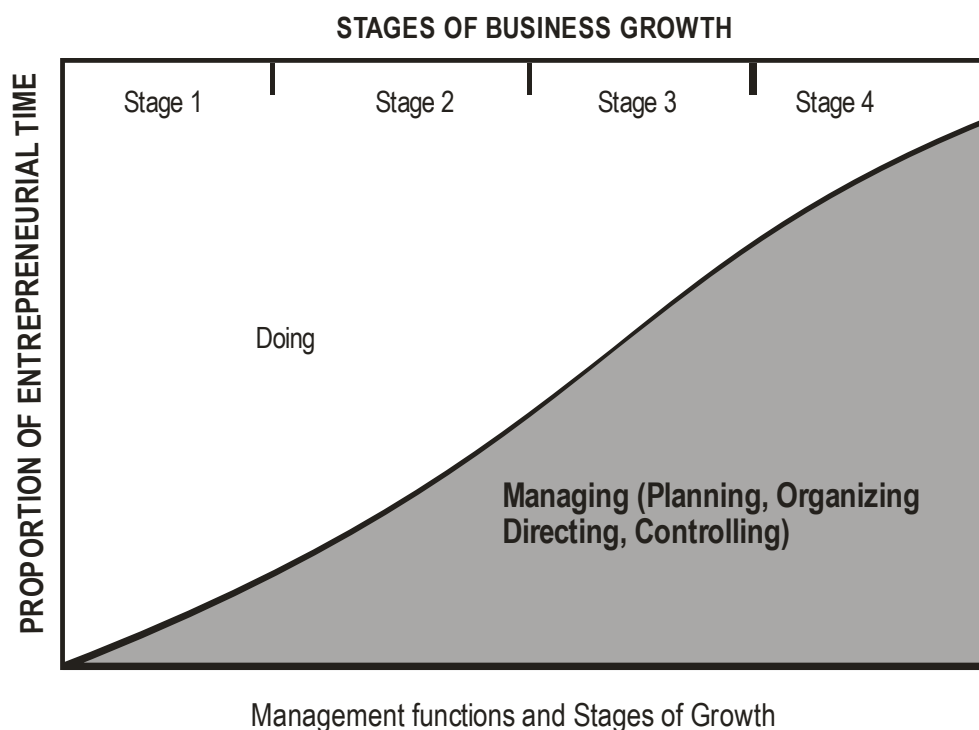 STAGES OF BUSINESS GROWTH
PROPORTION OF ENTREPRENEURIAL TIME
Stage 1
Stage 2
Stage 3
Stage 4
Doing
Managing (Planning, Organizing
Directing, Controlling)
Management functions and Stages of Growth